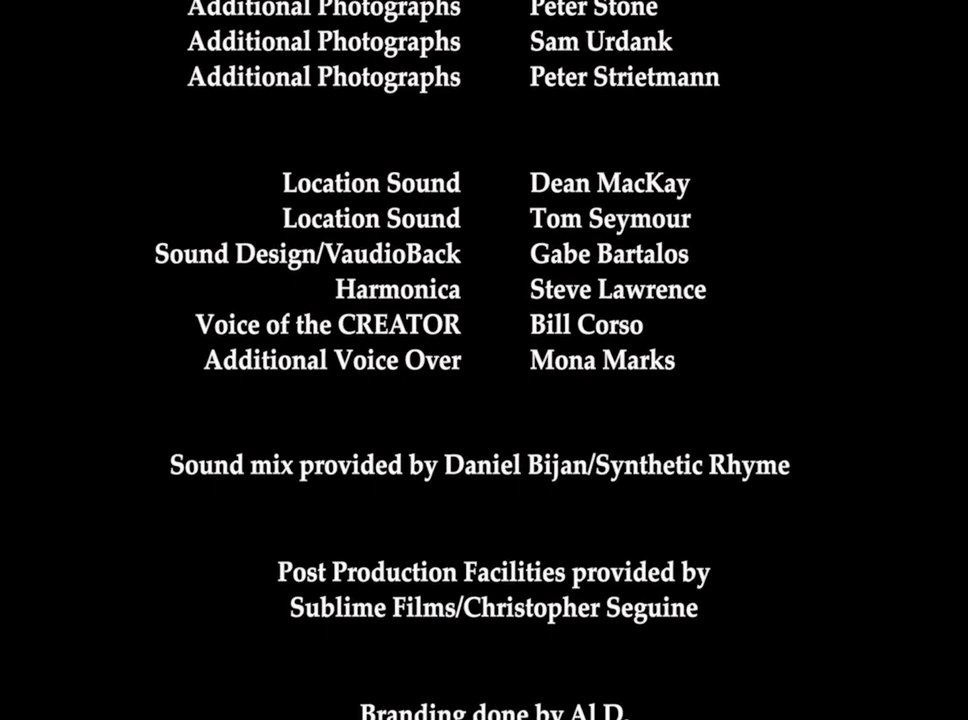 Additional Photographs Peter Stone
Additional Photographs Sam Urdank
Additional Photographs Peter Strietmann
Location Sound Dean MacKay
Location Sound Tom Seymour
Sound Design/VaudioBack Gabe Bartalos
Harmonica Steve Lawrence
Voice of the CREATOR Bill Corso
Additional Voice Over Mona Marks
Sound mix provided by Daniel Bijan/Synthetic Rhyme
Post Production Facilities provided by
Sublime Films/Christopher Seguine
Branding done by Al D.